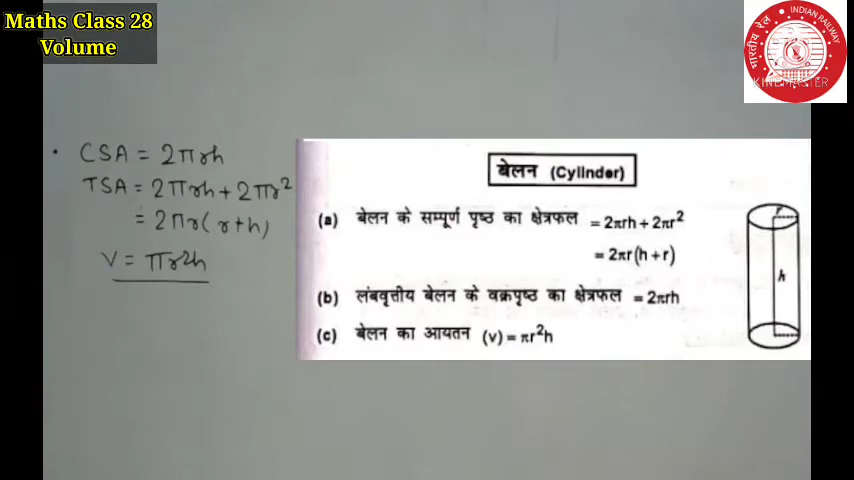 Maths Class 28
Volume
भारतीय रेल
INDIAN RAILWAY
KINEMASTER
• CSA = 2πrh
TSA = 2πrh + 2πr²
= 2πr(r+h)
V = πr²h
बेलन (Cylinder)
(a) बेलन के सम्पूर्ण पृष्ठ का क्षेत्रफल = 2πrh + 2πr²
= 2πr(h + r)
(b) लंबवृत्तीय बेलन के वक्रपृष्ठ का क्षेत्रफल = 2πrh
(c) बेलन का आयतन (v) = πr²h
r
h